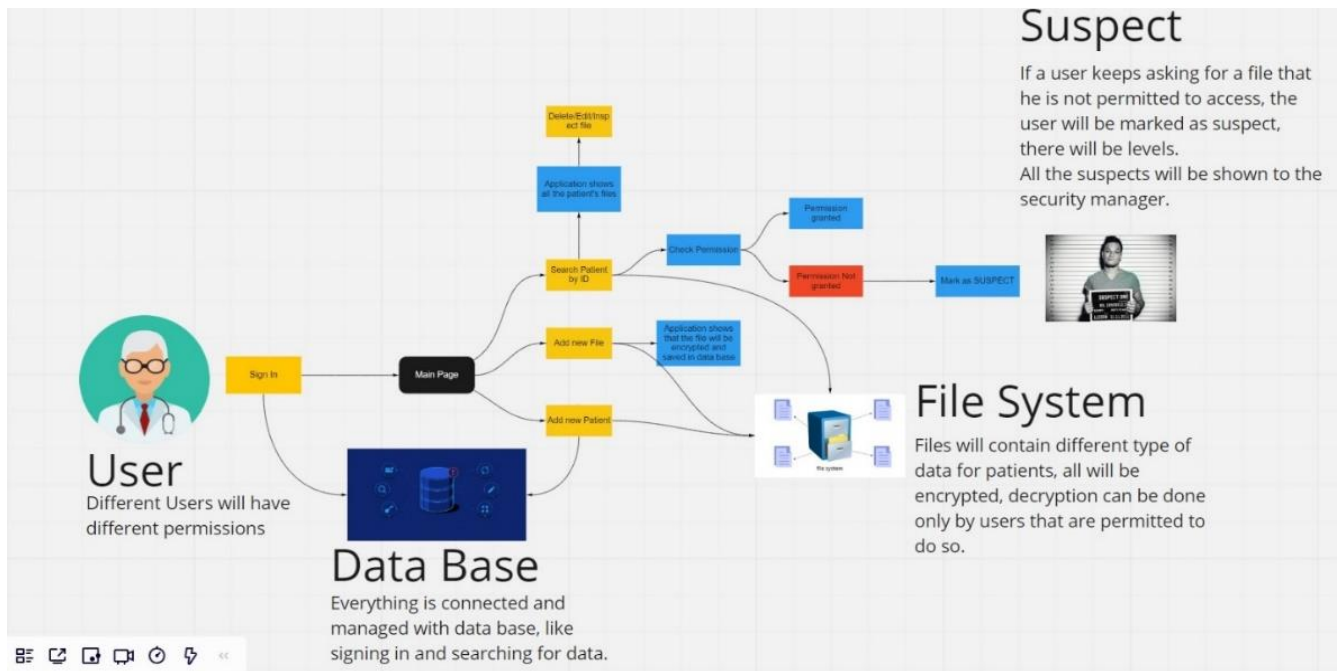 Suspect
If a user keeps asking for a file that
he is not permitted to access, the
user will be marked as suspect,
there will be levels.
All the suspects will be shown to the
security manager.
Delete/Edit/Insp
ect file
Application shows
all the patient's files
Permission
granted
Check Permission
Search Patient
by ID
Permission Not
granted
Mark as SUSPECT
SUSPECT ONE
Application shows
that the file will be
encrypted and
saved in data base
Add new File
Sign In
Main Page
Add new Patient
file system
File System
Files will contain different type of
data for patients, all will be
encrypted, decryption can be done
only by users that are permitted to
do so.
User
Different Users will have
different permissions
Data Base
Everything is connected and
managed with data base, like
signing in and searching for data.